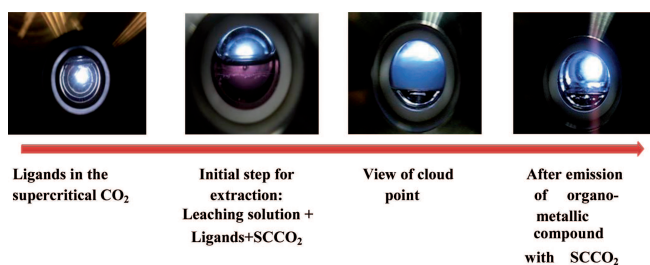 Ligands in the
supercritical CO₂
Initial step for
extraction:
Leaching solution +
Ligands+SCCO₂
View of cloud
point
After emission
of organo-
metallic
compound
with SCCO₂